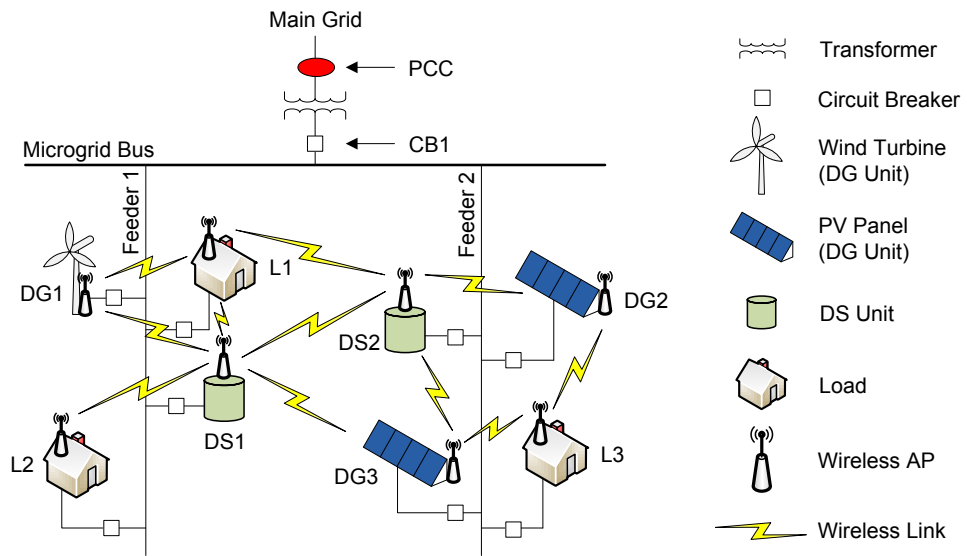 Main Grid
PCC
CB1
Microgrid Bus
Feeder 1
Feeder 2
DG1
L1
DS2
DG2
DS1
L2
DG3
L3
Transformer
Circuit Breaker
Wind Turbine
(DG Unit)
PV Panel
(DG Unit)
DS Unit
Load
Wireless AP
Wireless Link